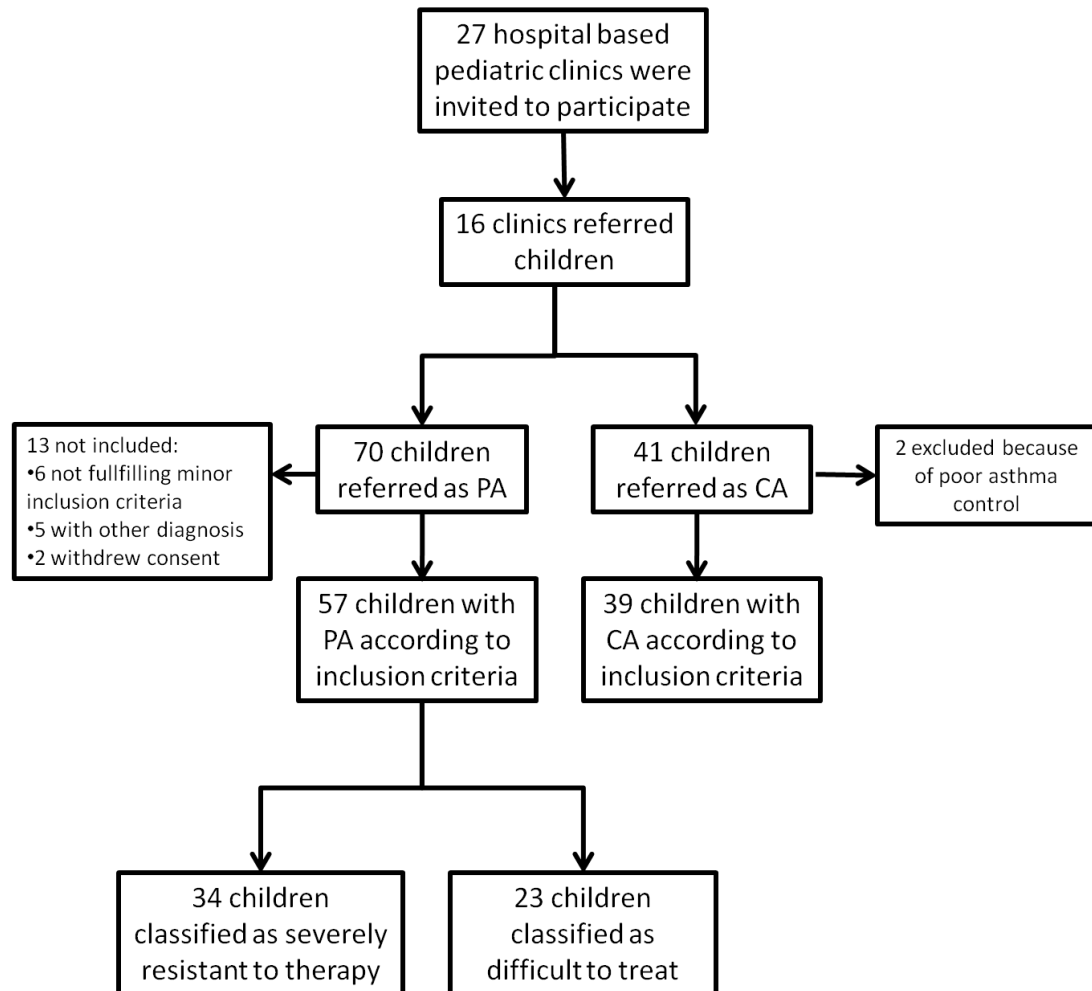 27 hospital based
pediatric clinics were
invited to participate
16 clinics referred
children
13 not included:
•6 not fullfilling minor
inclusion criteria
•5 with other diagnosis
•2 withdrew consent
70 children
referred as PA
41 children
referred as CA
2 excluded because
of poor asthma
control
57 children with
PA according to
inclusion criteria
39 children with
CA according to
inclusion criteria
34 children
classified as severely
resistant to therapy
23 children
classified as
difficult to treat